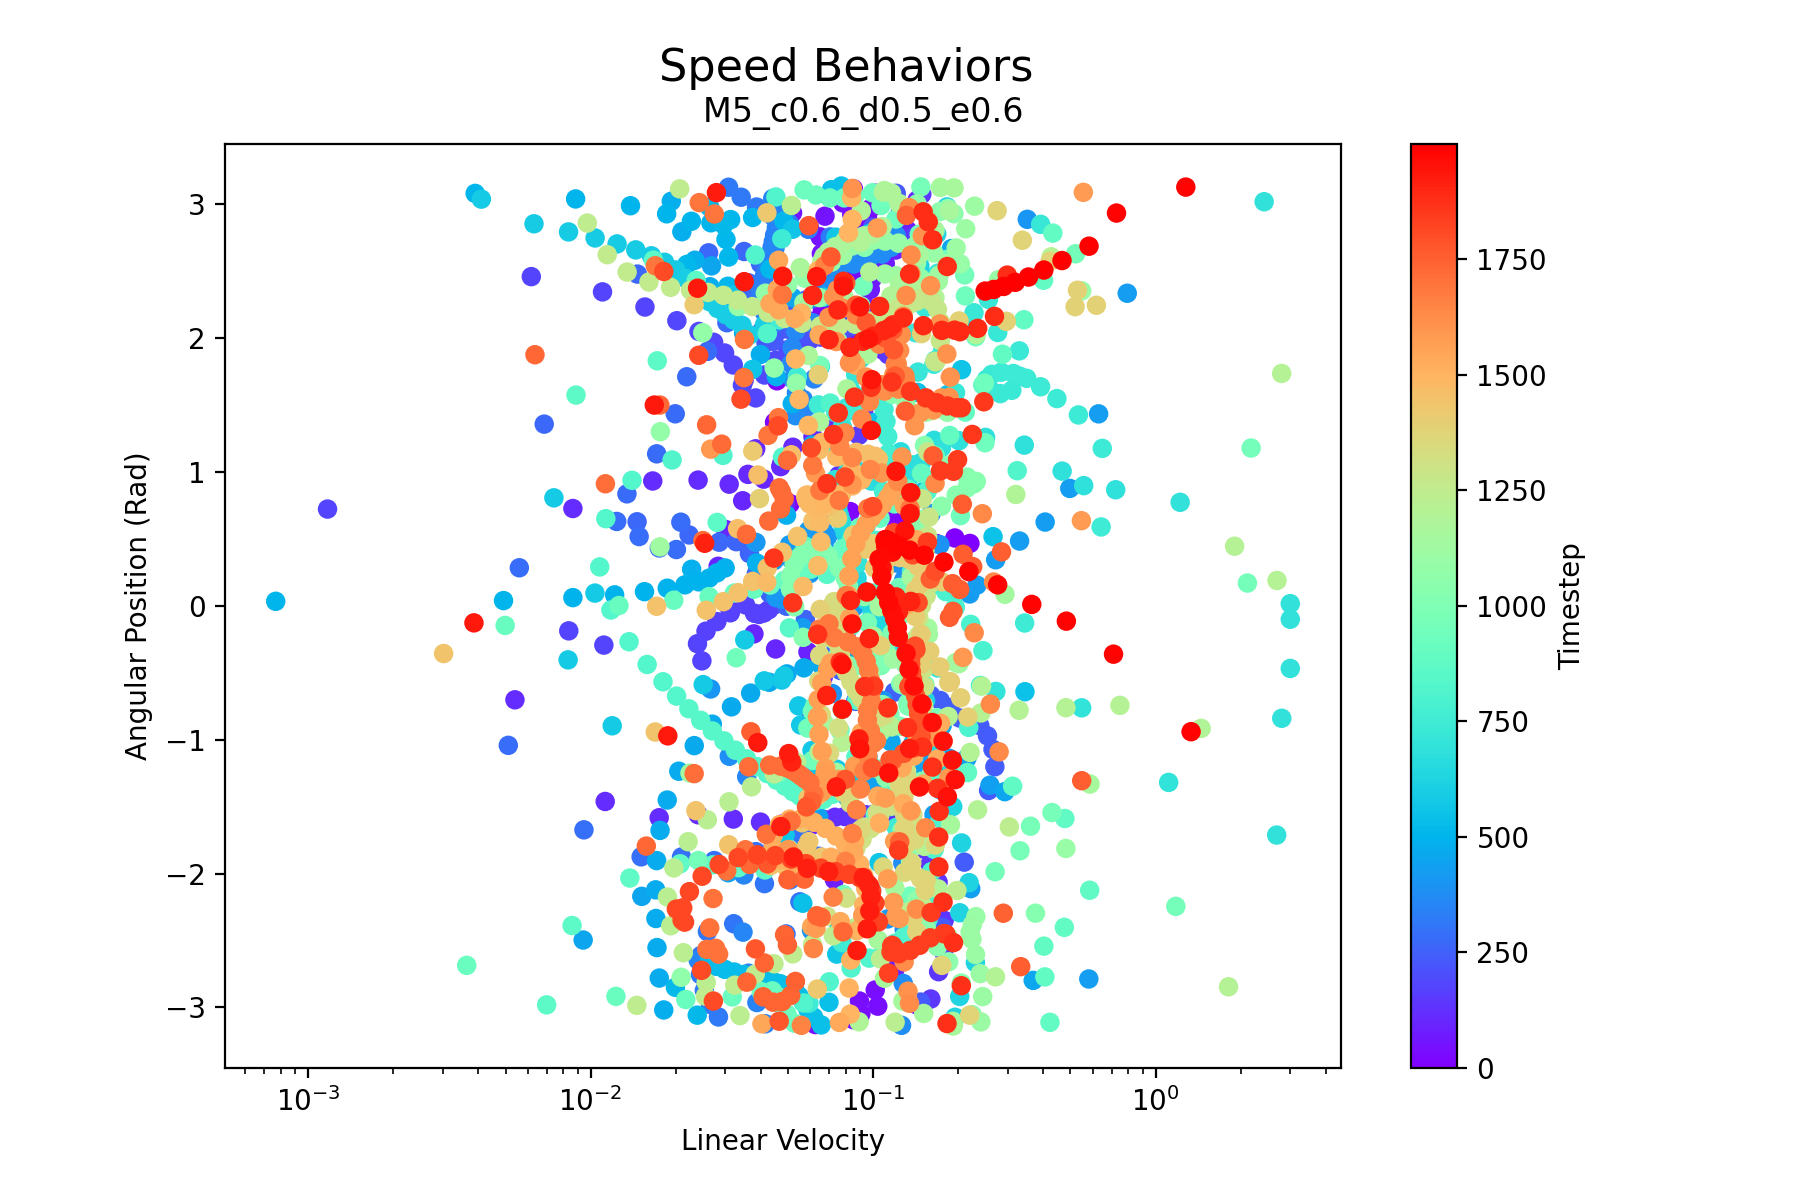 Speed Behaviors
M5_c0.6_d0.5_e0.6
Angular Position (Rad)
3
2
1
0
−1
−2
−3
10⁻³ 10⁻² 10⁻¹ 10⁰
Linear Velocity
1750
1500
1250
1000
750
500
250
0
Timestep